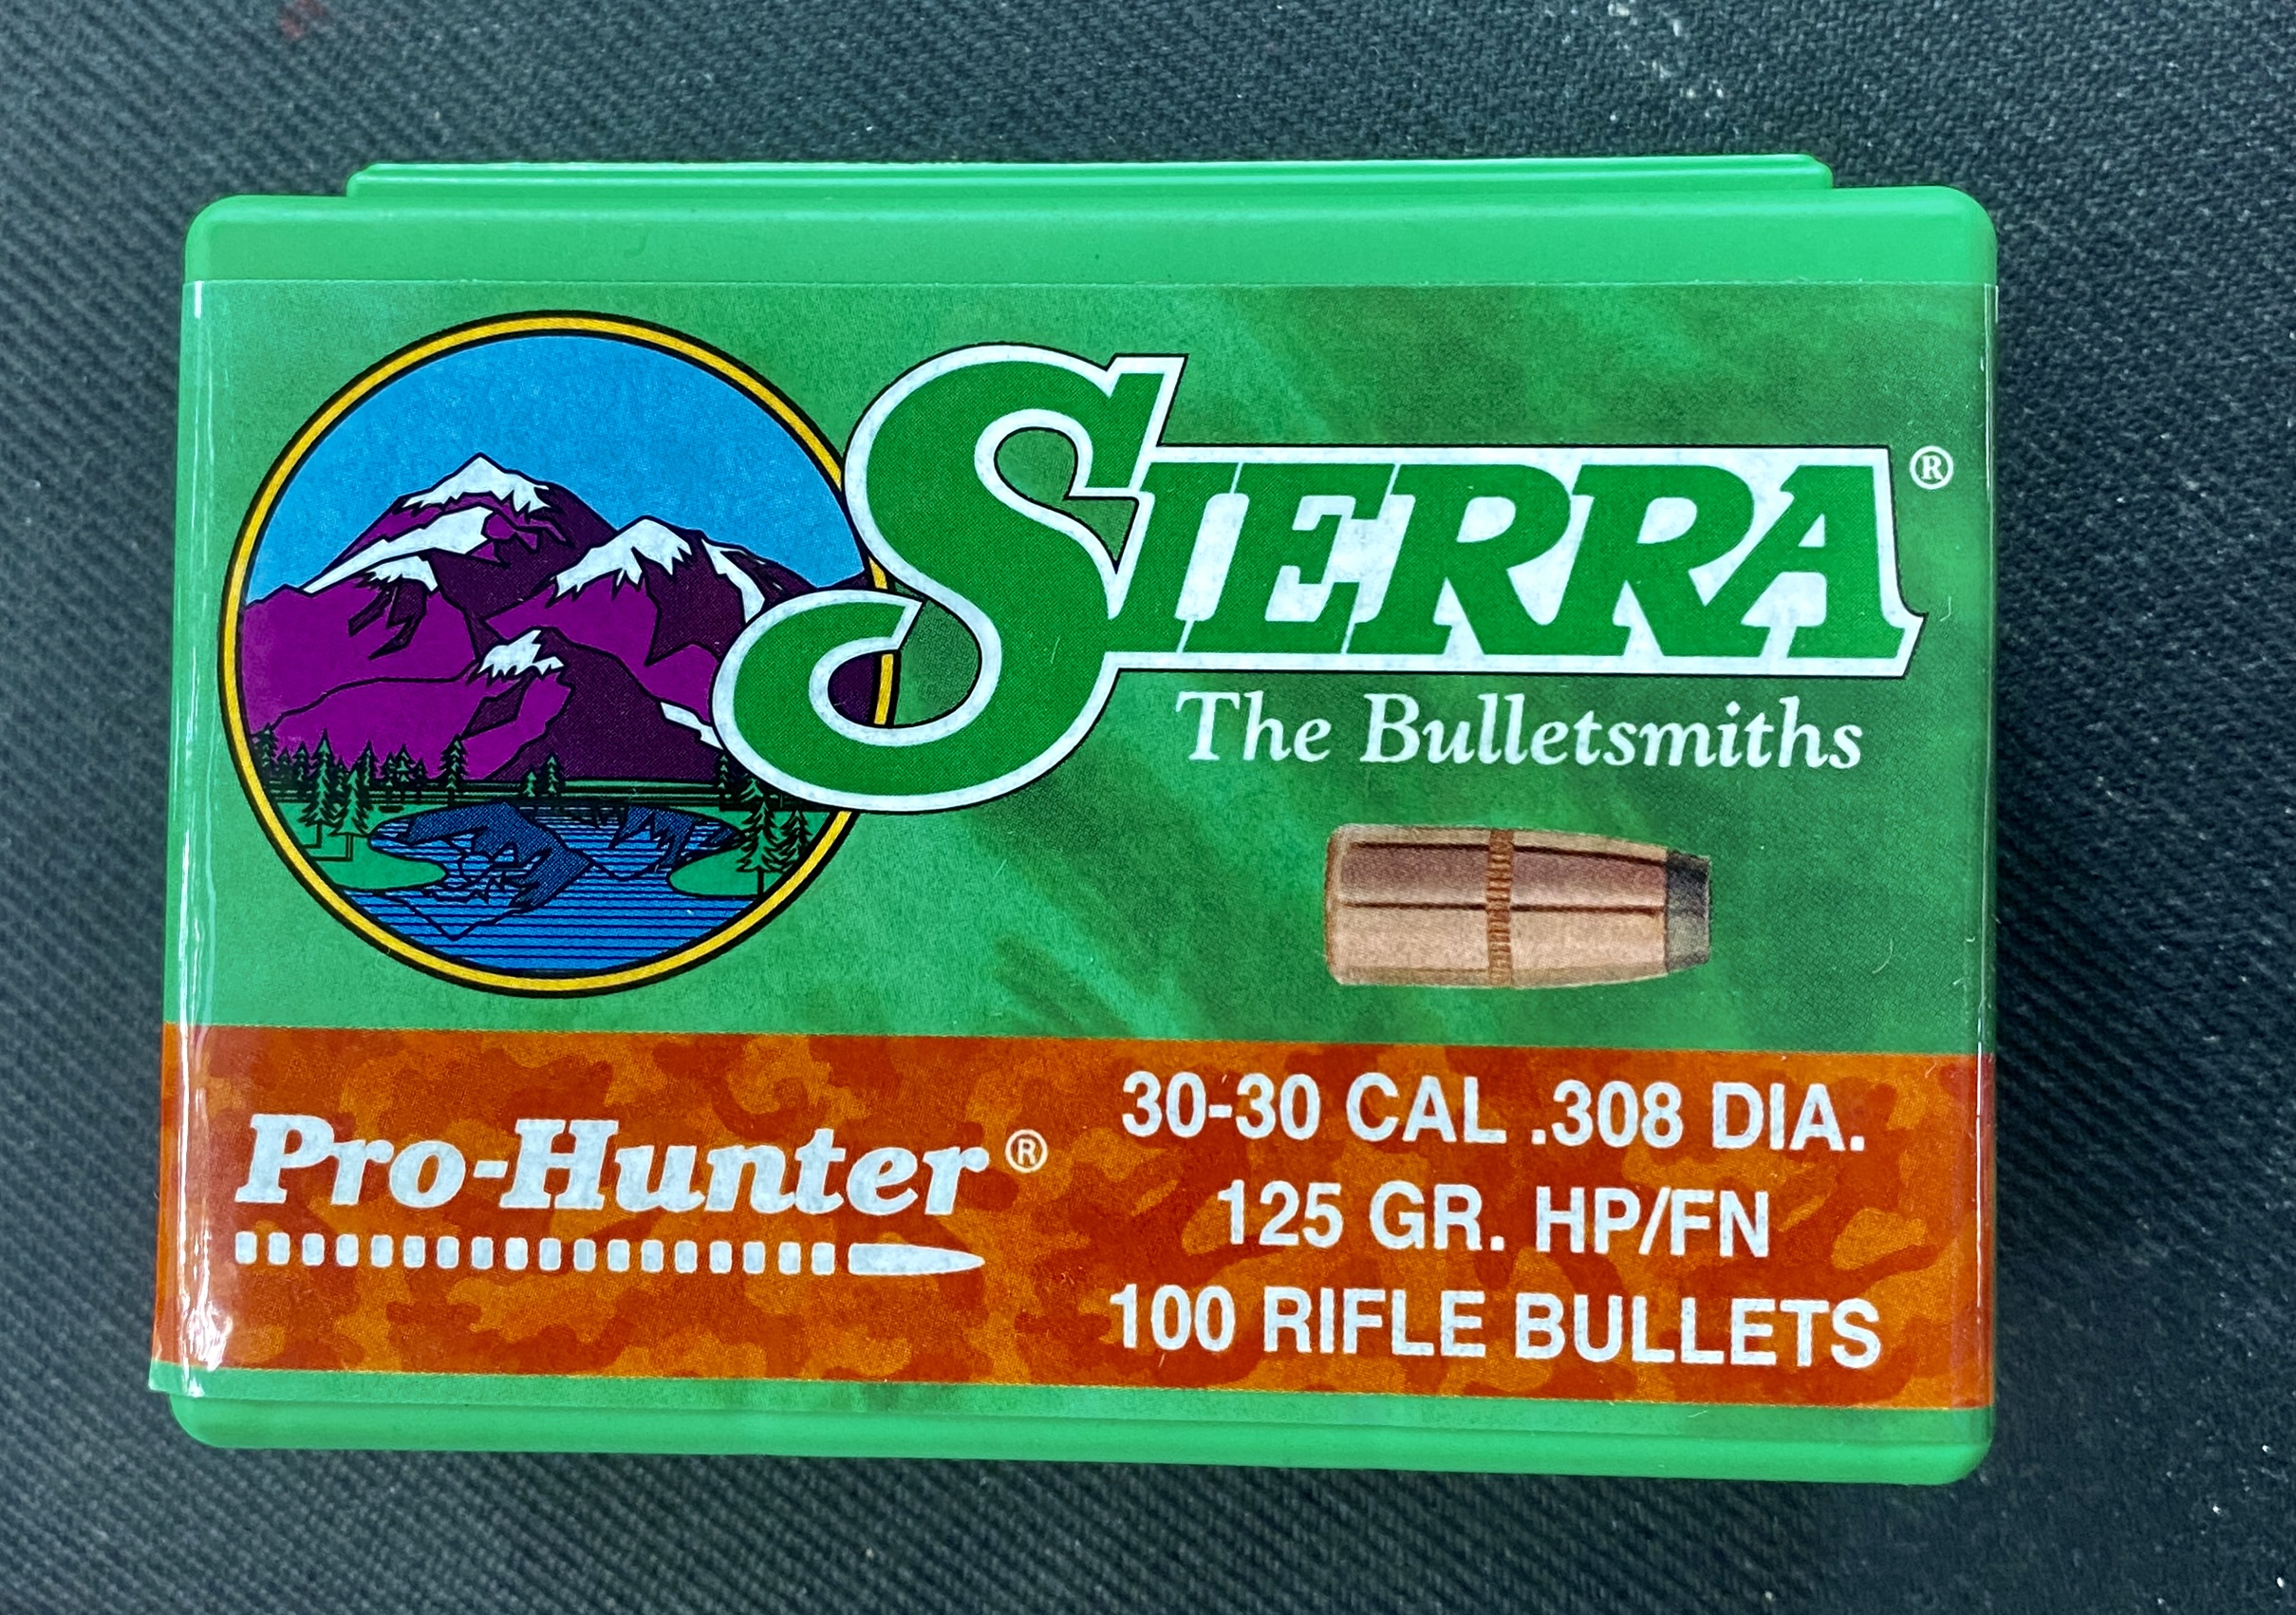 SIERRA®
The Bulletsmiths
Pro-Hunter®
30-30 CAL .308 DIA.
125 GR. HP/FN
100 RIFLE BULLETS